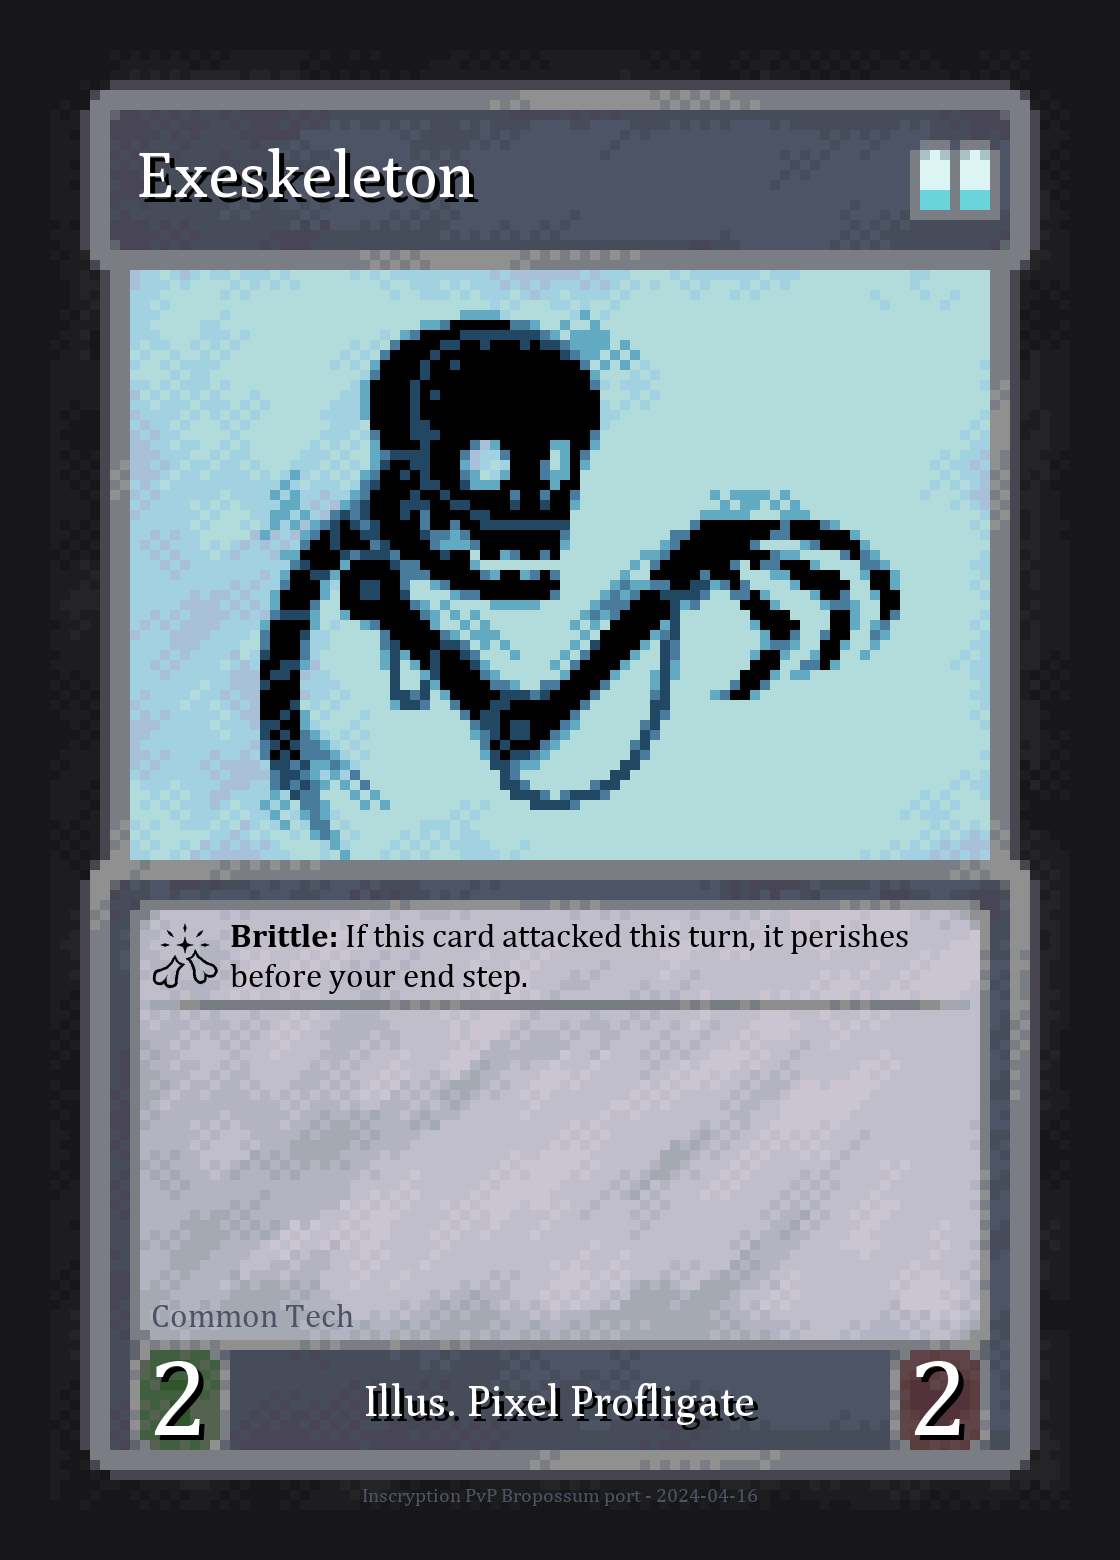 Exeskeleton
Brittle: If this card attacked this turn, it perishes
before your end step.
Common Tech
2
Illus. Pixel Profligate
2
Inscryption PvP Bropossum port - 2024-04-16